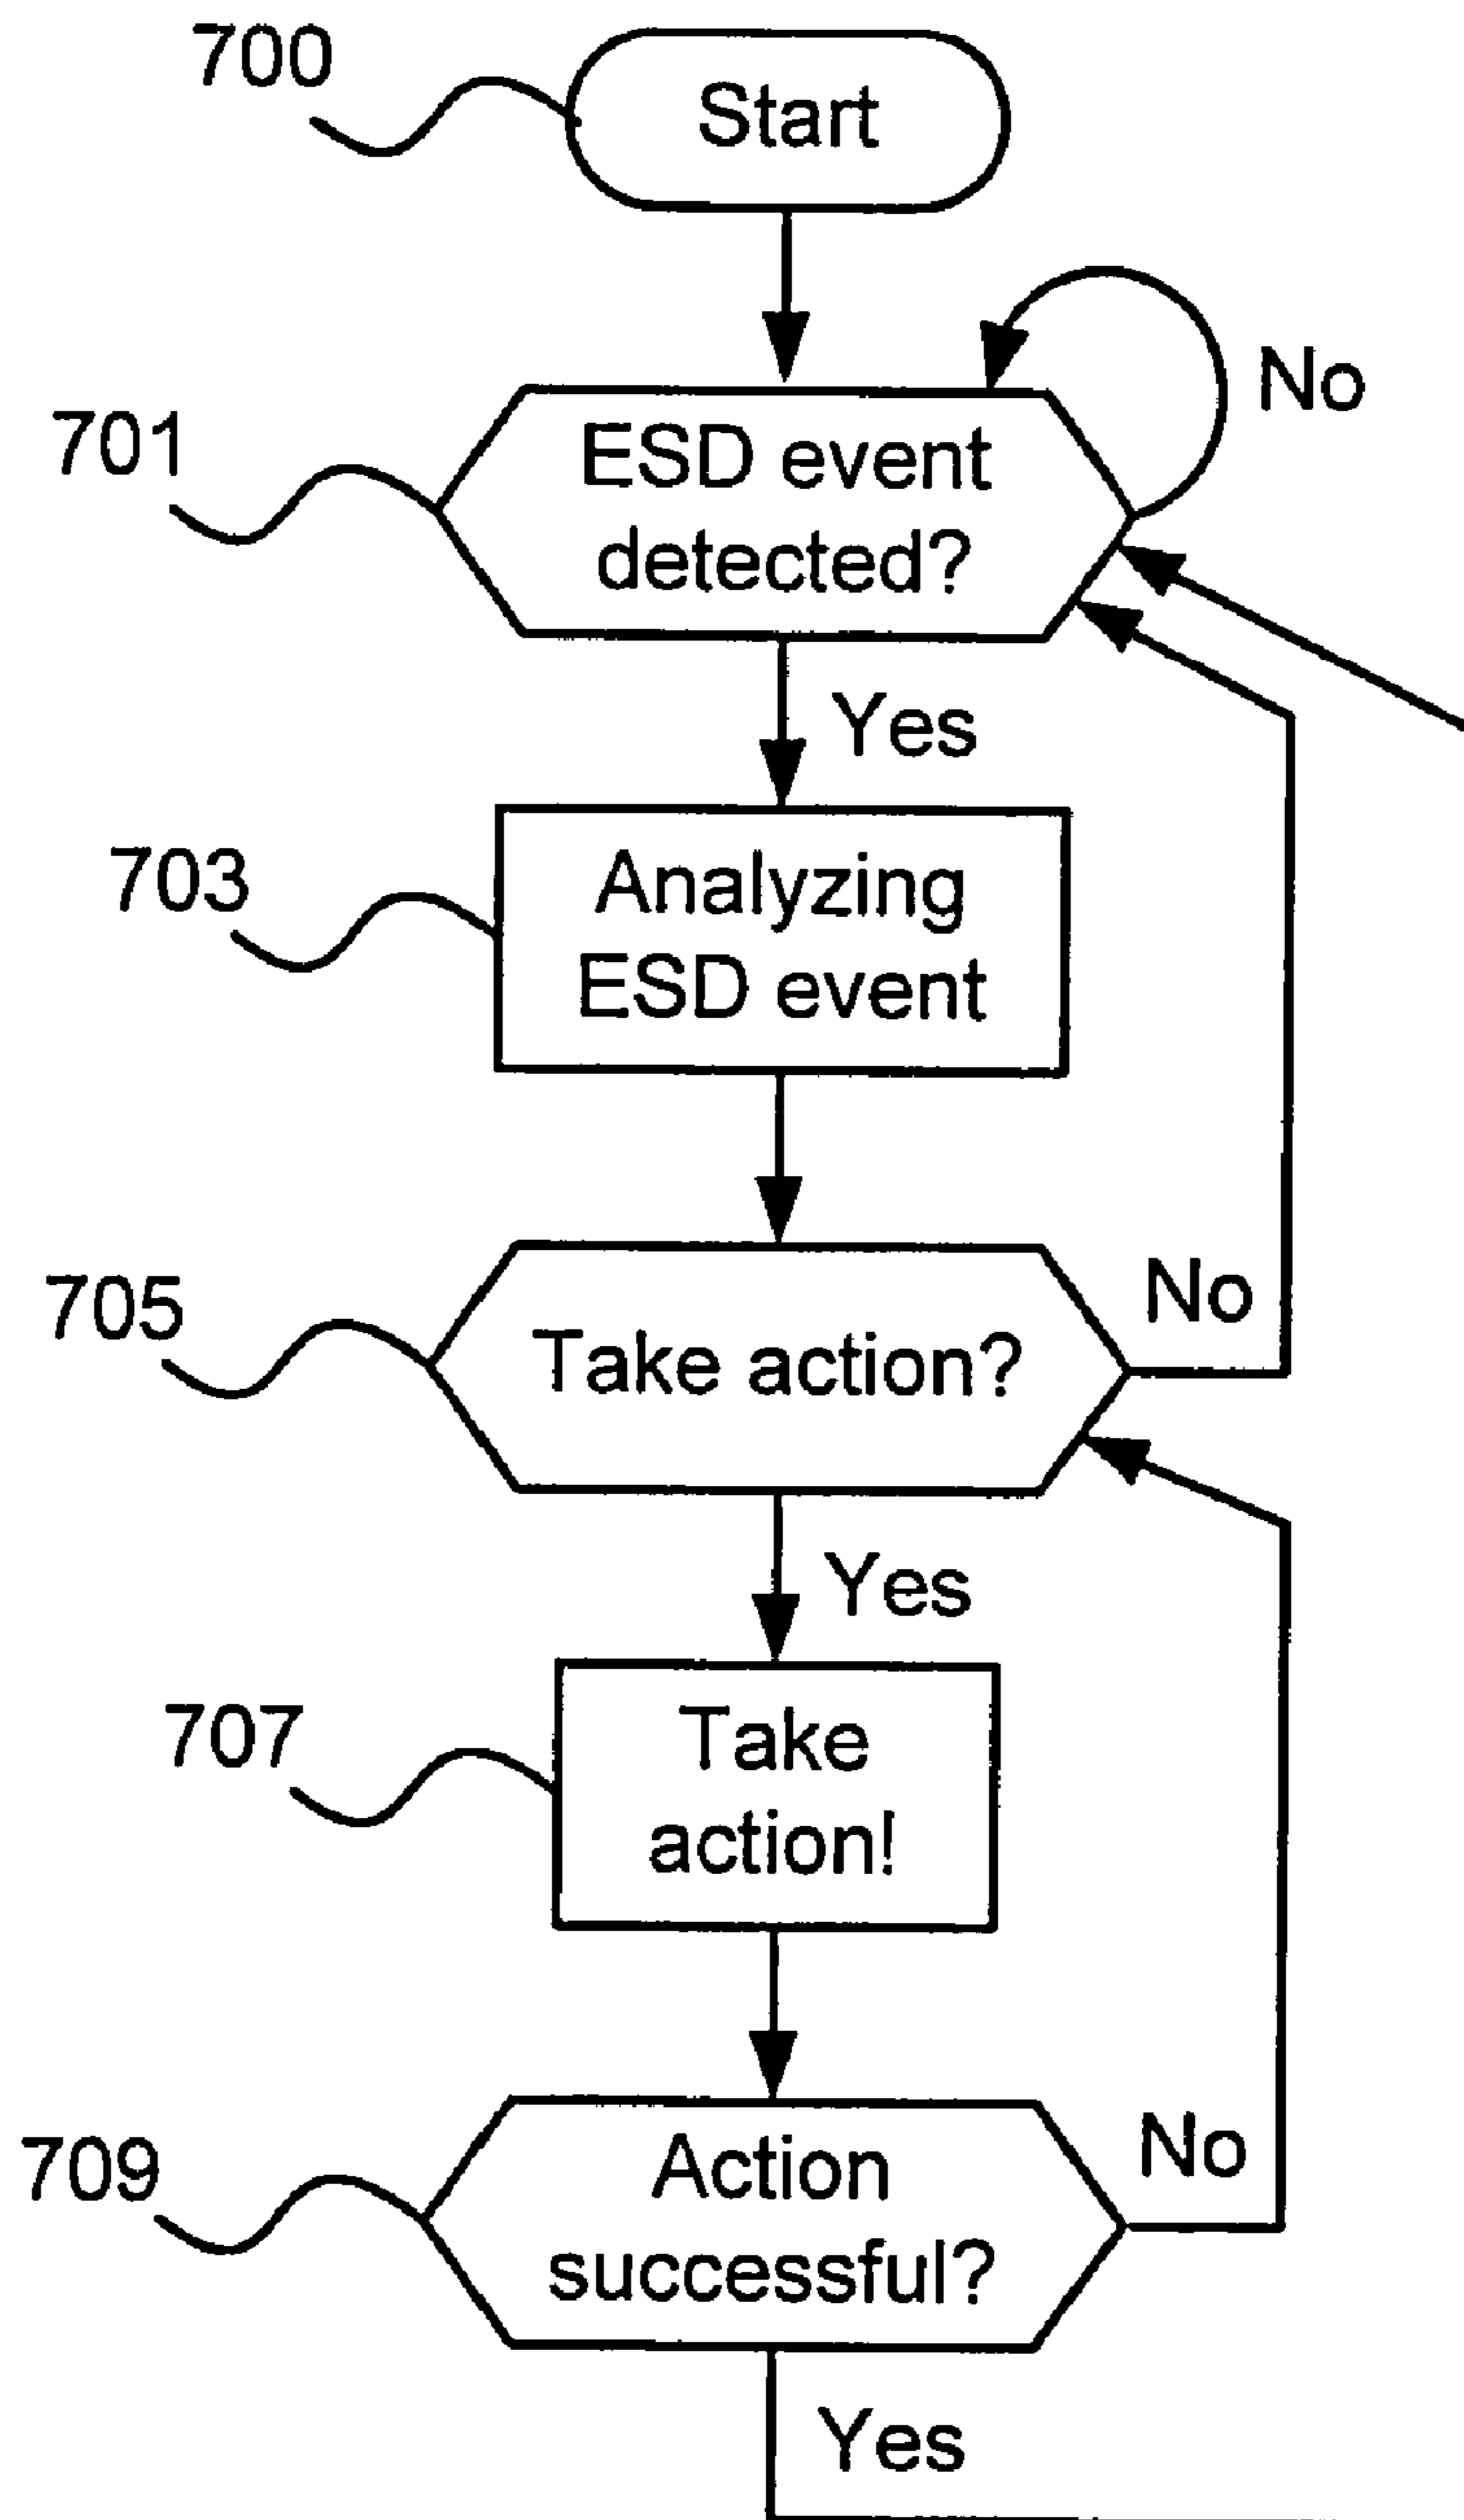 700
Start
No
701
ESD event
detected?
Yes
703
Analyzing
ESD event
705
Take action?
No
Yes
707
Take
action!
709
Action
successful?
No
Yes